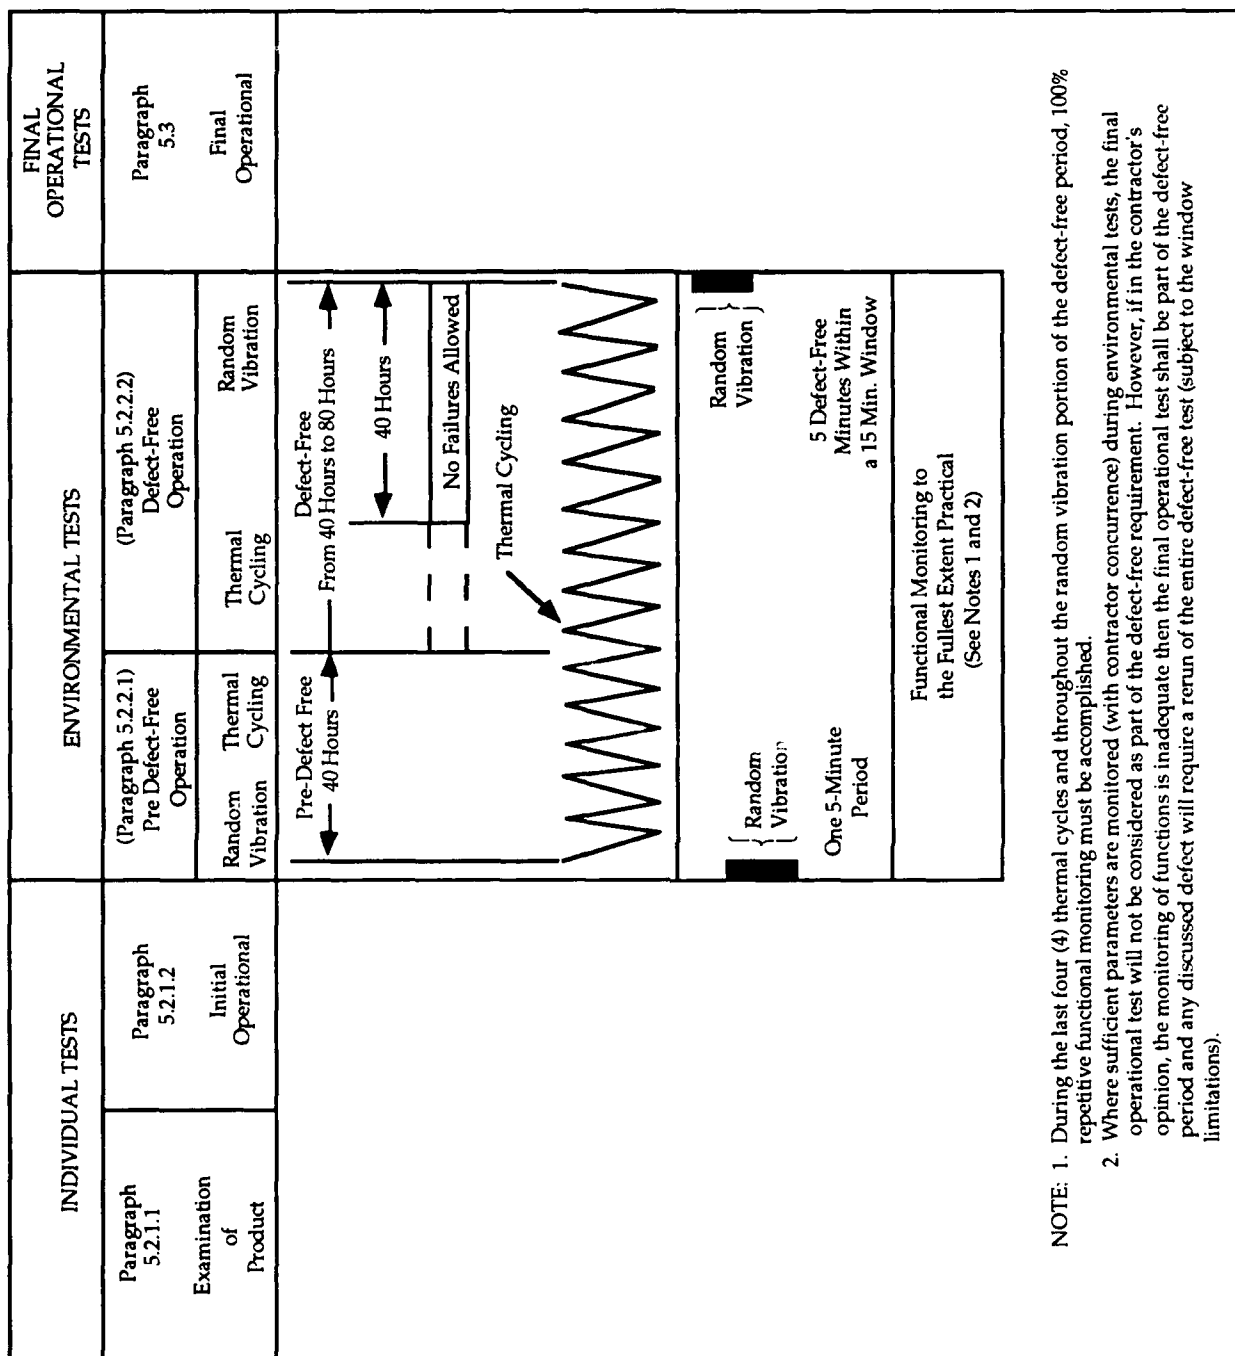 INDIVIDUAL TESTS
ENVIRONMENTAL TESTS
FINAL
OPERATIONAL
TESTS
Paragraph
5.2.1.1
Examination
of
Product
Paragraph
5.2.1.2
Initial
Operational
(Paragraph 5.2.2.1)
Pre Defect-Free
Operation
Random
Vibration
Thermal
Cycling
(Paragraph 5.2.2.2)
Defect-Free
Operation
Thermal
Cycling
Random
Vibration
Paragraph
5.3
Final
Operational
Pre-Defect Free
40 Hours
Defect-Free
From 40 Hours to 80 Hours
40 Hours
No Failures Allowed
Thermal Cycling
Random
Vibration
One 5-Minute
Period
Random
Vibration
5 Defect-Free
Minutes Within
a 15 Min. Window
Functional Monitoring to
the Fullest Extent Practical
(See Notes 1 and 2)
NOTE: 1. During the last four (4) thermal cycles and throughout the random vibration portion of the defect-free period, 100%
repetitive functional monitoring must be accomplished.
2. Where sufficient parameters are monitored (with contractor concurrence) during environmental tests, the final
operational test will not be considered as part of the defect-free requirement. However, if in the contractor's
opinion, the monitoring of functions is inadequate then the final operational test shall be part of the defect-free
period and any discussed defect will require a rerun of the entire defect-free test (subject to the window
limitations).